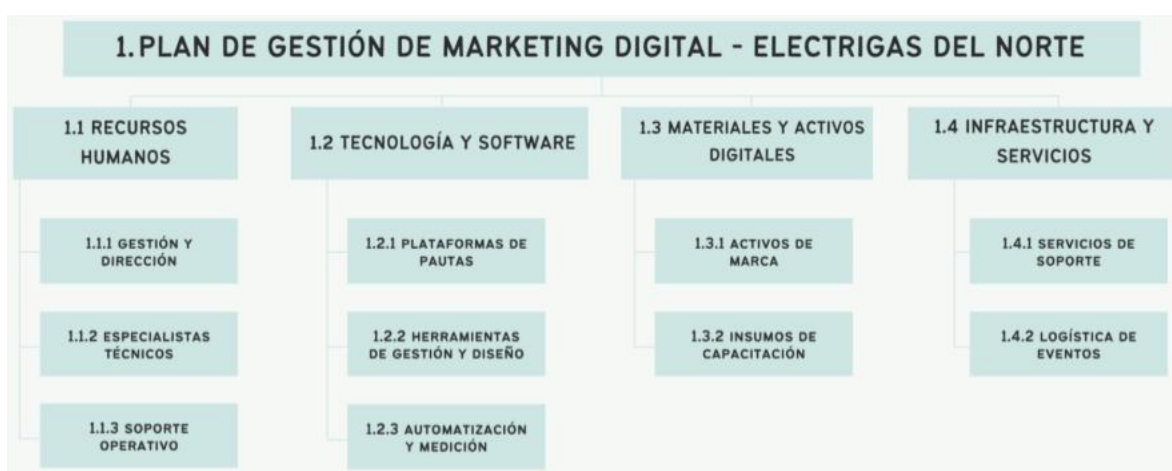 1. PLAN DE GESTIÓN DE MARKETING DIGITAL - ELECTRIGAS DEL NORTE
1.1 RECURSOS
HUMANOS
1.1.1 GESTIÓN Y
DIRECCIÓN
1.1.2 ESPECIALISTAS
TÉCNICOS
1.1.3 SOPORTE
OPERATIVO
1.2 TECNOLOGÍA Y SOFTWARE
1.2.1 PLATAFORMAS DE
PAUTAS
1.2.2 HERRAMIENTAS
DE GESTIÓN Y DISEÑO
1.2.3 AUTOMATIZACIÓN
Y MEDICIÓN
1.3 MATERIALES Y ACTIVOS
DIGITALES
1.3.1 ACTIVOS DE
MARCA
1.3.2 INSUMOS DE
CAPACITACIÓN
1.4 INFRAESTRUCTURA Y
SERVICIOS
1.4.1 SERVICIOS DE
SOPORTE
1.4.2 LOGÍSTICA DE
EVENTOS